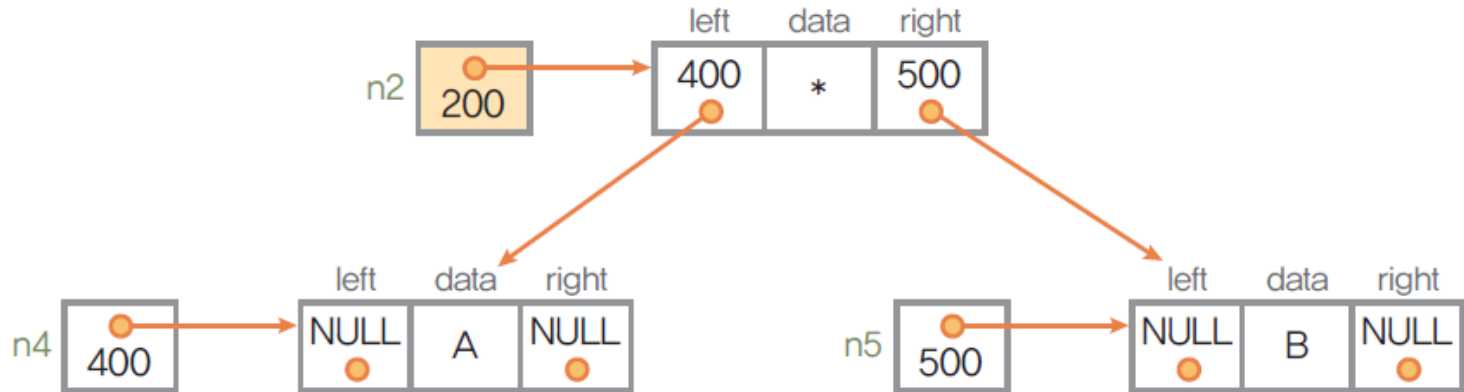 left data right
n2 200 400 * 500
left data right left data right
n4 400 NULL A NULL n5 500 NULL B NULL